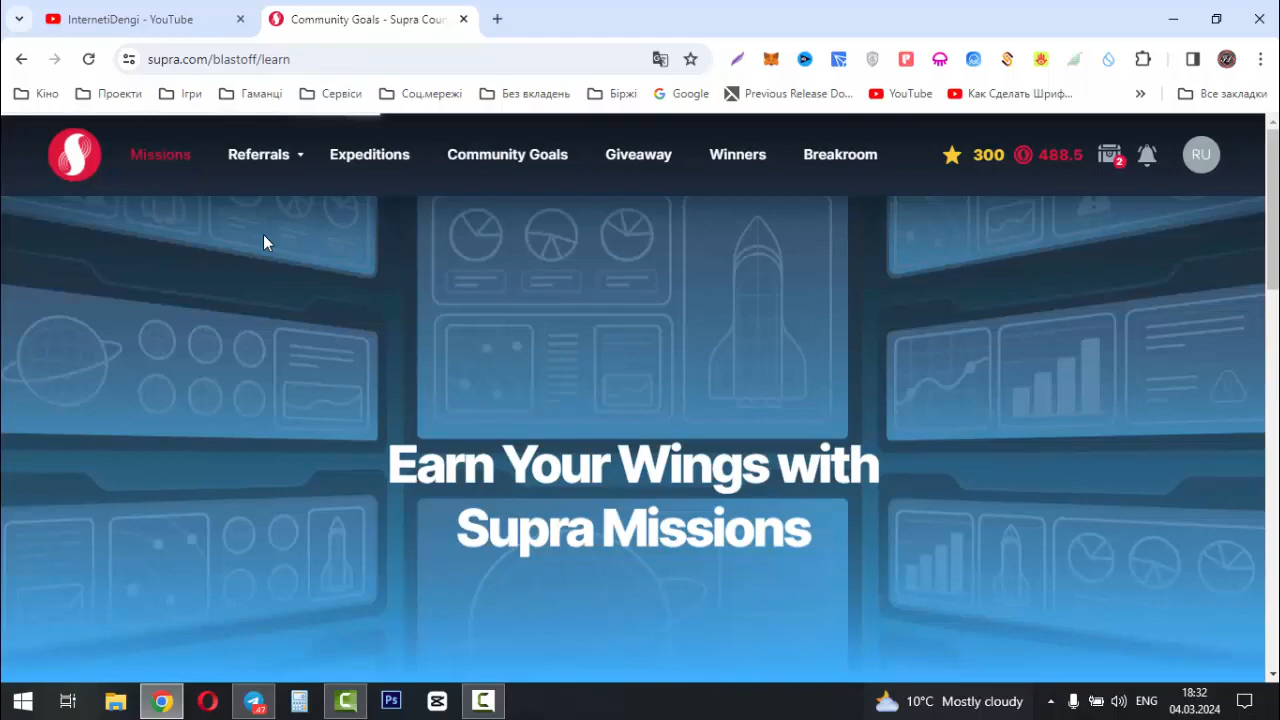 InternetiDengi - YouTube
Community Goals - Supra Coun
supra.com/blastoff/learn
Кіно
Проекти
Ігри
Гаманці
Сервіси
Соц.мережі
Без вкладень
Біржі
Google
Previous Release Do...
YouTube
Как Сделать Шриф...
»
Все закладки
Missions
Referrals
Expeditions
Community Goals
Giveaway
Winners
Breakroom
300
488.5
2
RU
Earn Your Wings with
Supra Missions
47
Ps
10°C Mostly cloudy
ENG
18:32
04.03.2024